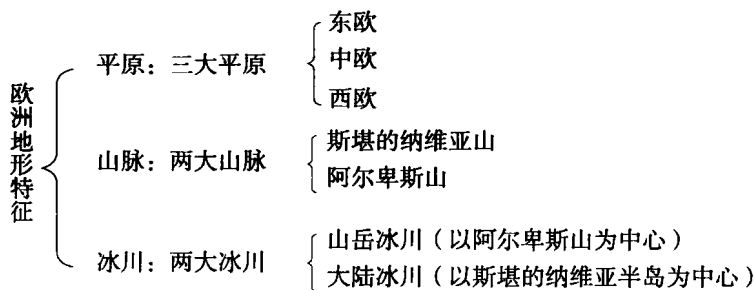 欧洲地形特征
平原：三大平原
东欧
中欧
西欧
山脉：两大山脉
斯堪的纳维亚山
阿尔卑斯山
冰川：两大冰川
山岳冰川（以阿尔卑斯山为中心）
大陆冰川（以斯堪的纳维亚半岛为中心）